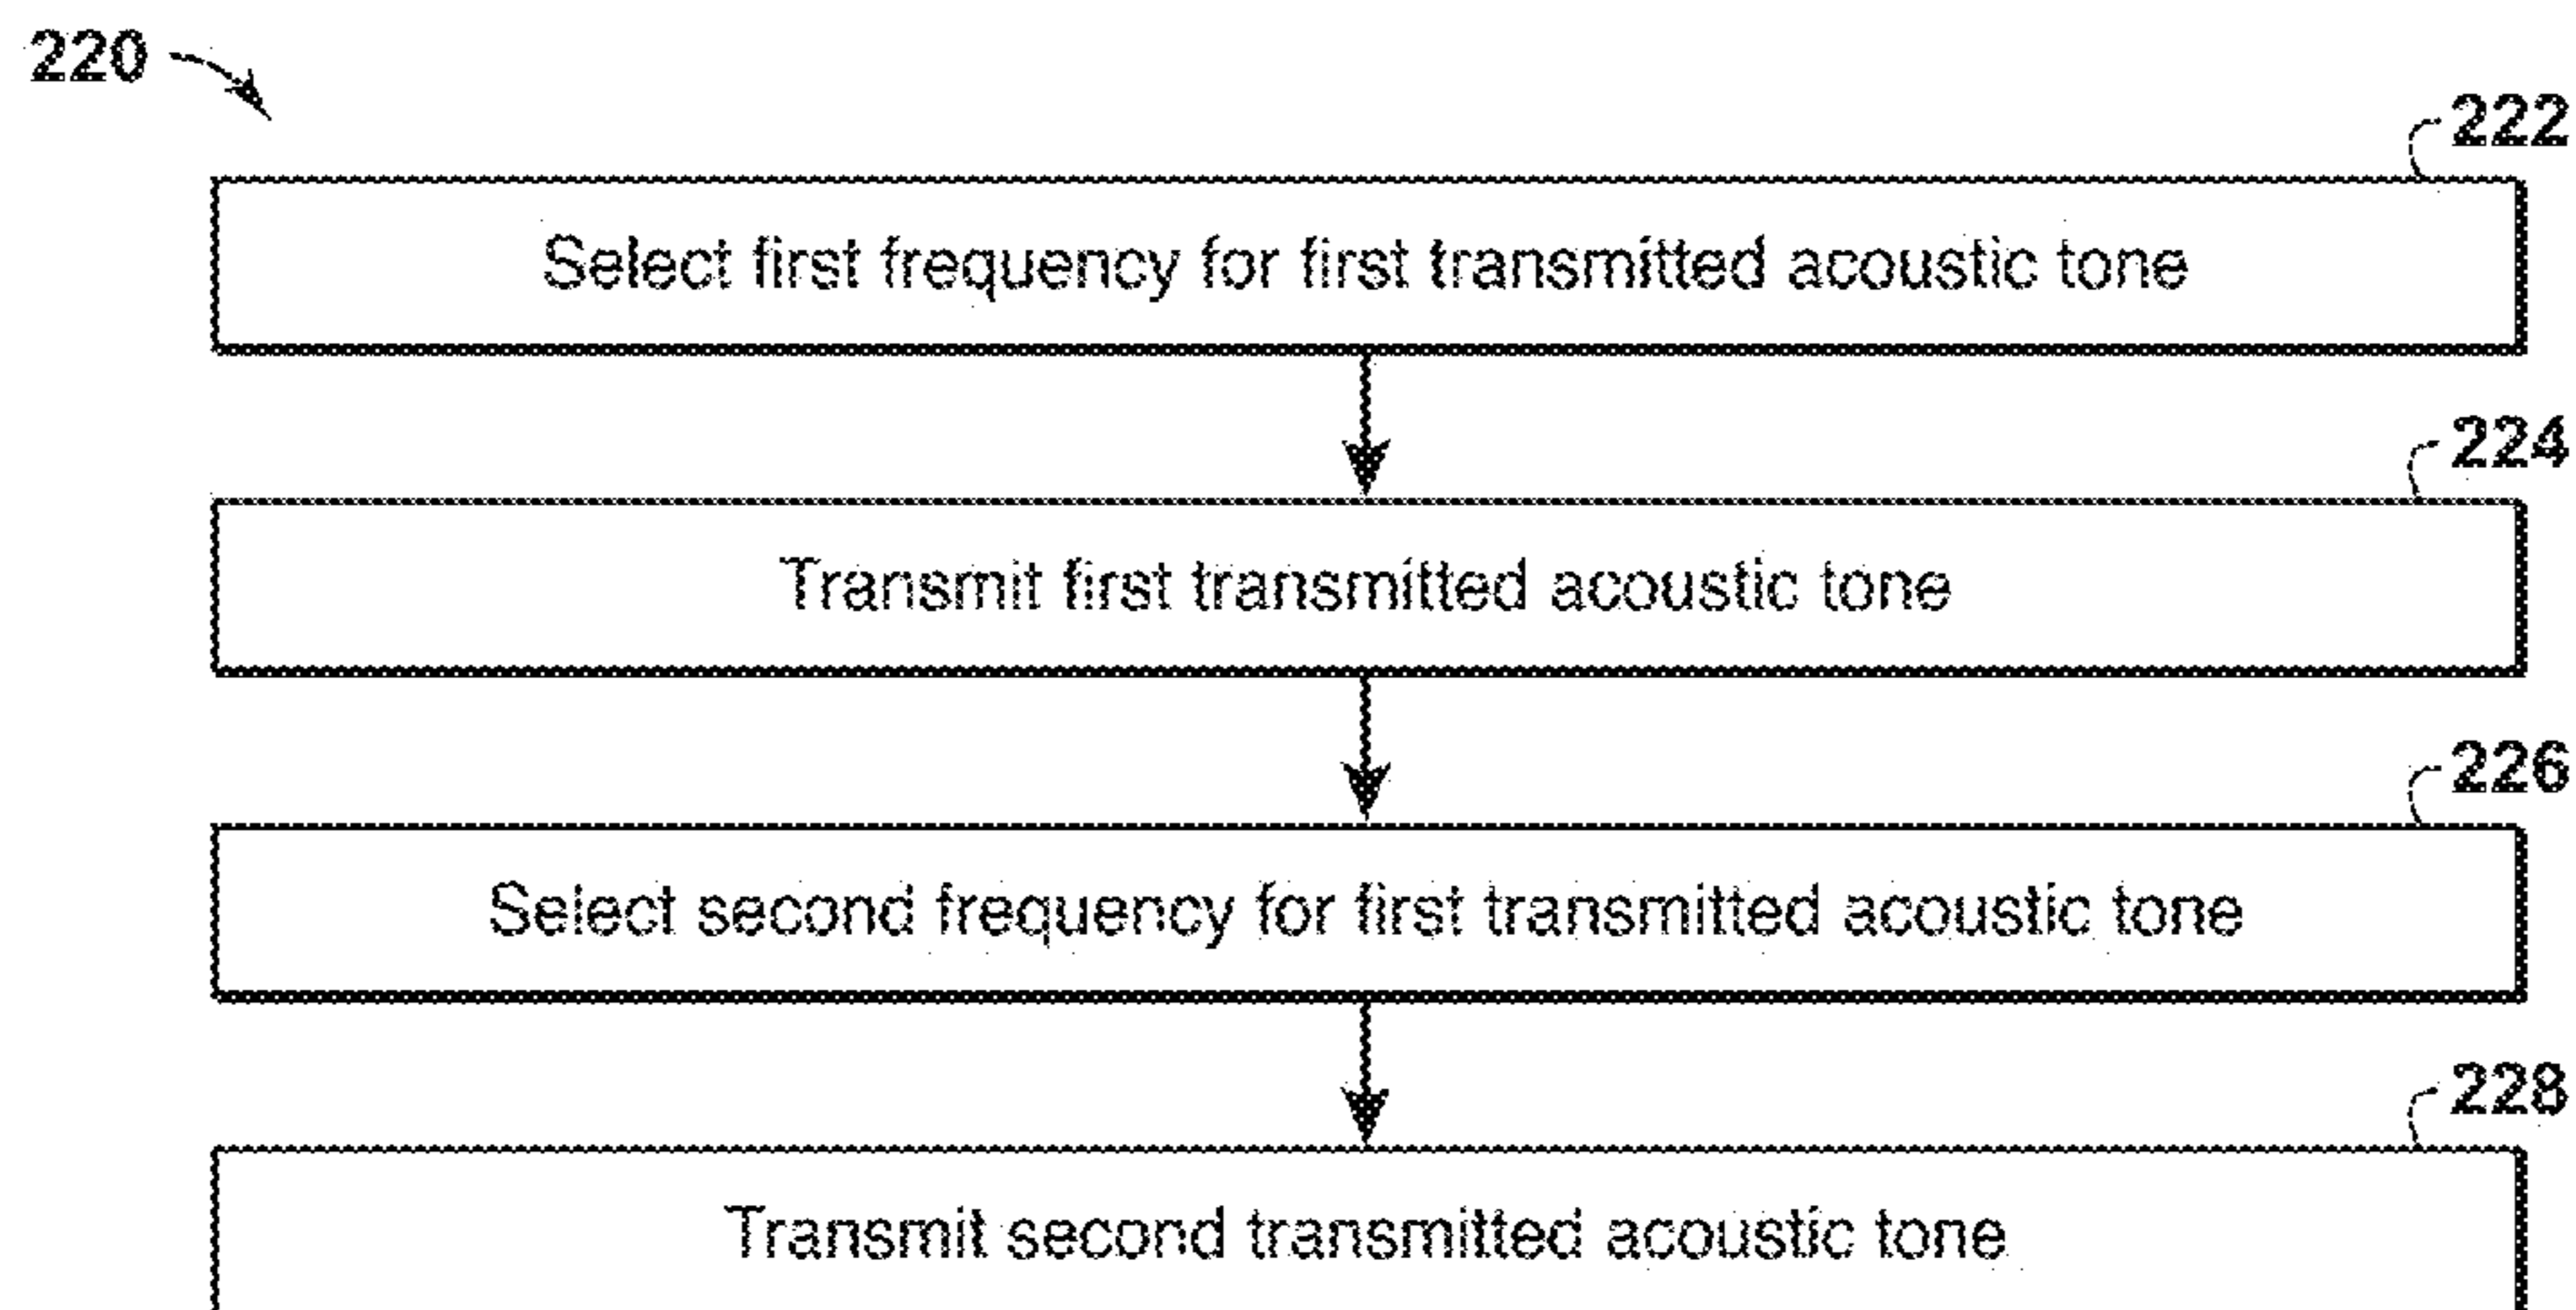 220
222
Select first frequency for first transmitted acoustic tone
224
Transmit first transmitted acoustic tone
226
Select second frequency for first transmitted acoustic tone
228
Transmit second transmitted acoustic tone